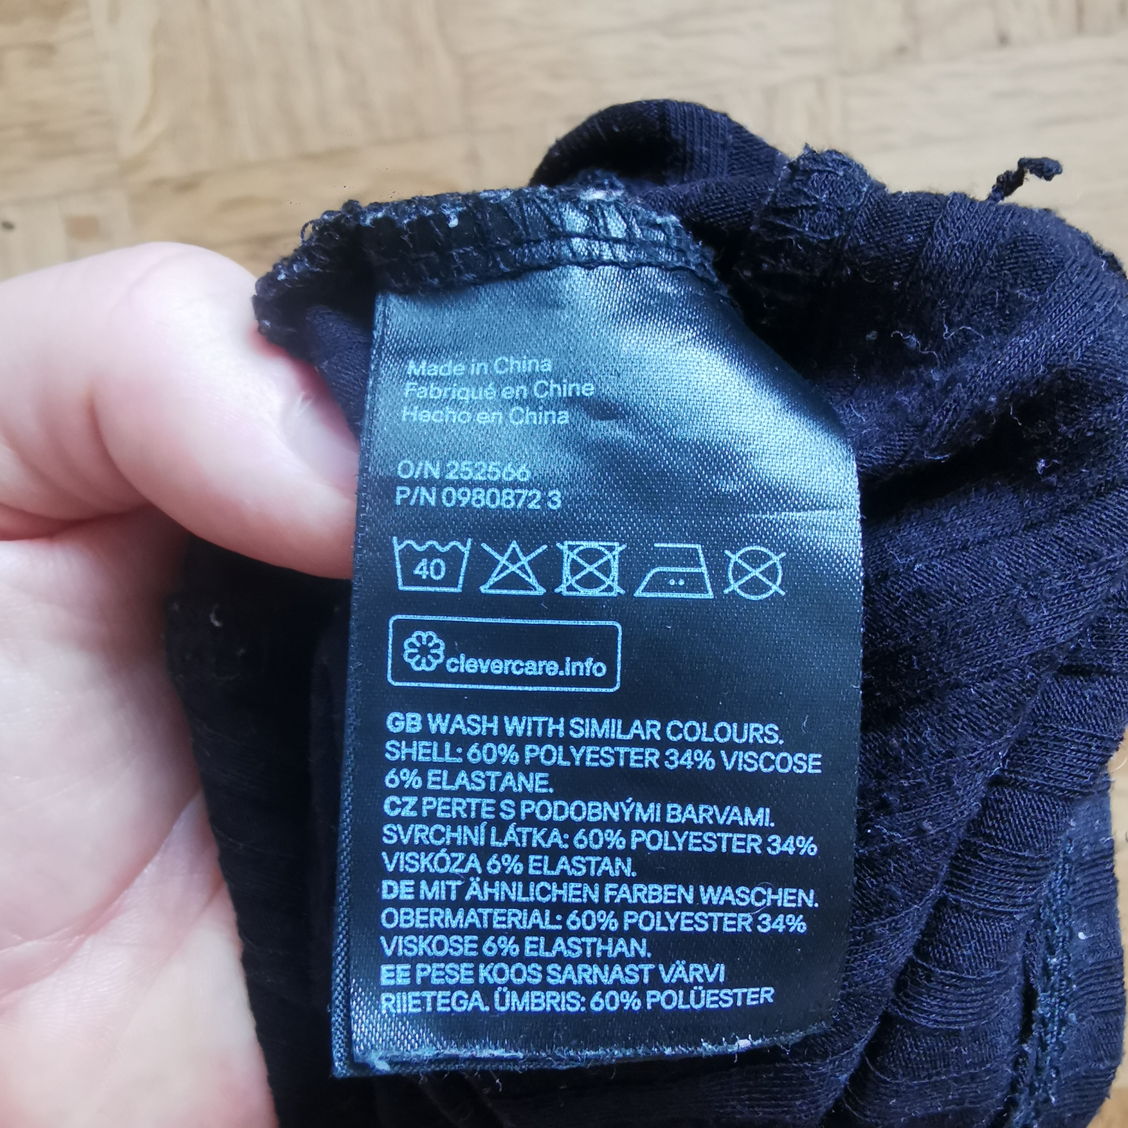 Made in China
Fabriqué en Chine
Hecho en China
O/N 252566
P/N 0980872 3
40
clevercare.info
GB WASH WITH SIMILAR COLOURS.
SHELL: 60% POLYESTER 34% VISCOSE
6% ELASTANE.
CZ PERTE S PODOBNÝMI BARVAMI.
SVRCHNÍ LÁTKA: 60% POLYESTER 34%
VISKÓZA 6% ELASTAN.
DE MIT ÄHNLICHEN FARBEN WASCHEN.
OBERMATERIAL: 60% POLYESTER 34%
VISKOSE 6% ELASTHAN.
EE PESE KOOS SARNAST VÄRVI
RIIETEGA. ÜMBRIS: 60% POLÜESTER